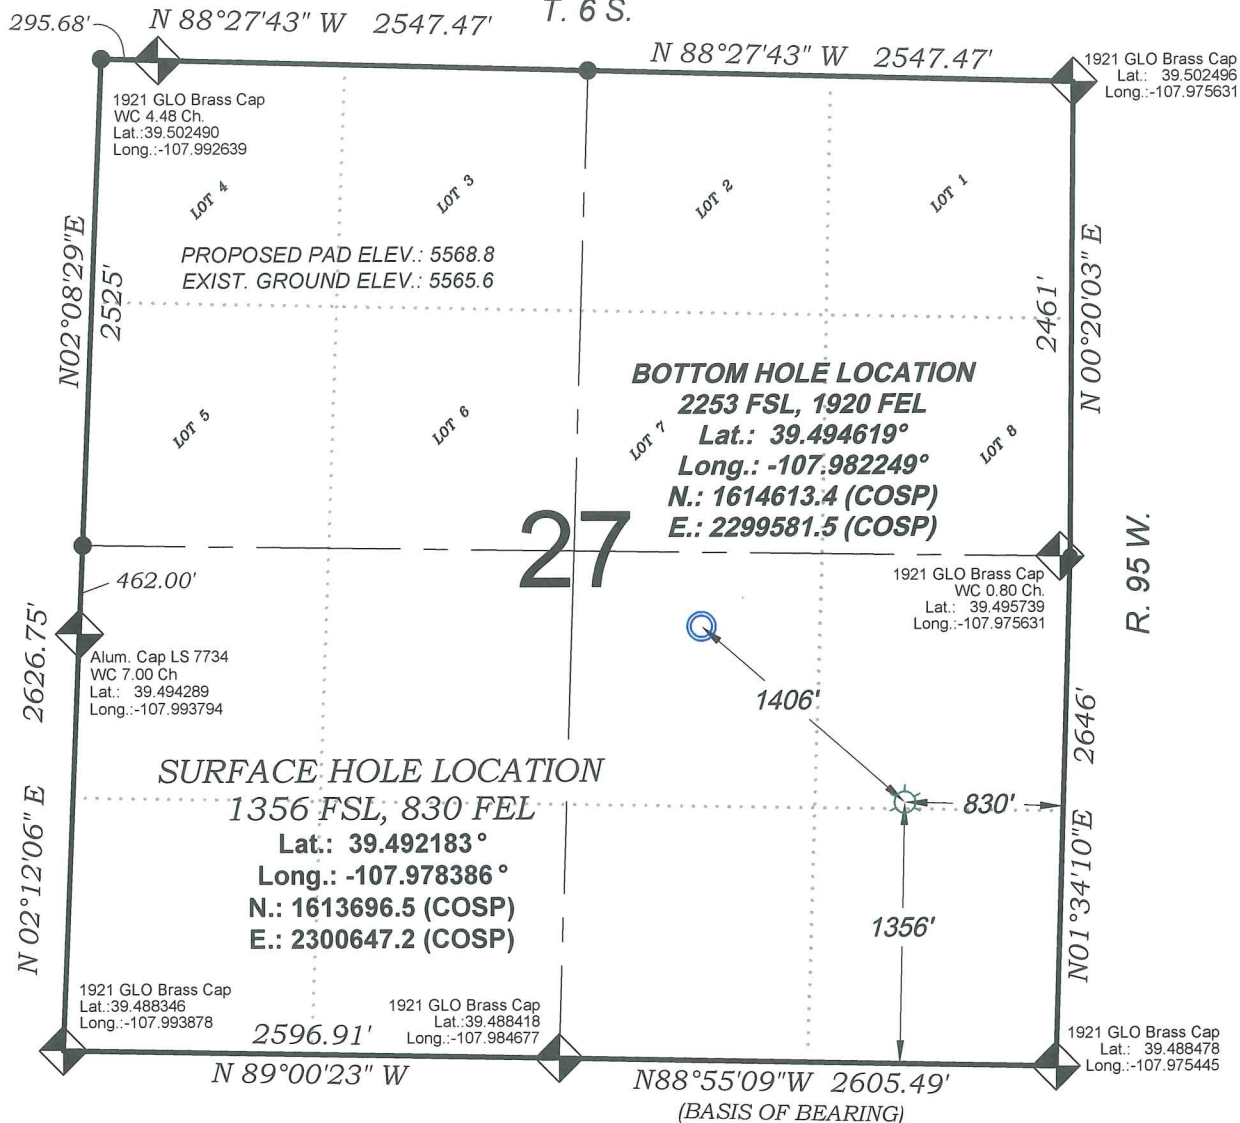 T. 6 S.
295.68'
N 88°27'43" W 2547.47'
N 88°27'43" W 2547.47'
1921 GLO Brass Cap
Lat.: 39.502496
Long.:-107.975631
1921 GLO Brass Cap
WC 4.48 Ch.
Lat.:39.502490
Long.:-107.992639
LOT 4
LOT 3
LOT 2
LOT 1
N02°08'29"E
2525'
PROPOSED PAD ELEV.: 5568.8
EXIST. GROUND ELEV.: 5565.6
2461'
N 00°20'03" E
BOTTOM HOLE LOCATION
2253 FSL, 1920 FEL
Lat.: 39.494619°
Long.: -107.982249°
N.: 1614613.4 (COSP)
E.: 2299581.5 (COSP)
LOT 5
LOT 6
LOT 7
LOT 8
27
R. 95 W.
462.00'
1921 GLO Brass Cap
WC 0.80 Ch.
Lat.: 39.495739
Long.:-107.975631
2626.75'
N 02°12'06" E
Alum. Cap LS 7734
WC 7.00 Ch
Lat.: 39.494289
Long.:-107.993794
1406'
2646'
N01°34'10"E
SURFACE HOLE LOCATION
1356 FSL, 830 FEL
Lat.: 39.492183°
Long.: -107.978386°
N.: 1613696.5 (COSP)
E.: 2300647.2 (COSP)
830'
1356'
1921 GLO Brass Cap
Lat.:39.488346
Long.:-107.993878
1921 GLO Brass Cap
Lat.:39.488418
Long.:-107.984677
1921 GLO Brass Cap
Lat.: 39.488478
Long.:-107.975445
2596.91'
N 89°00'23" W
N88°55'09"W 2605.49'
(BASIS OF BEARING)